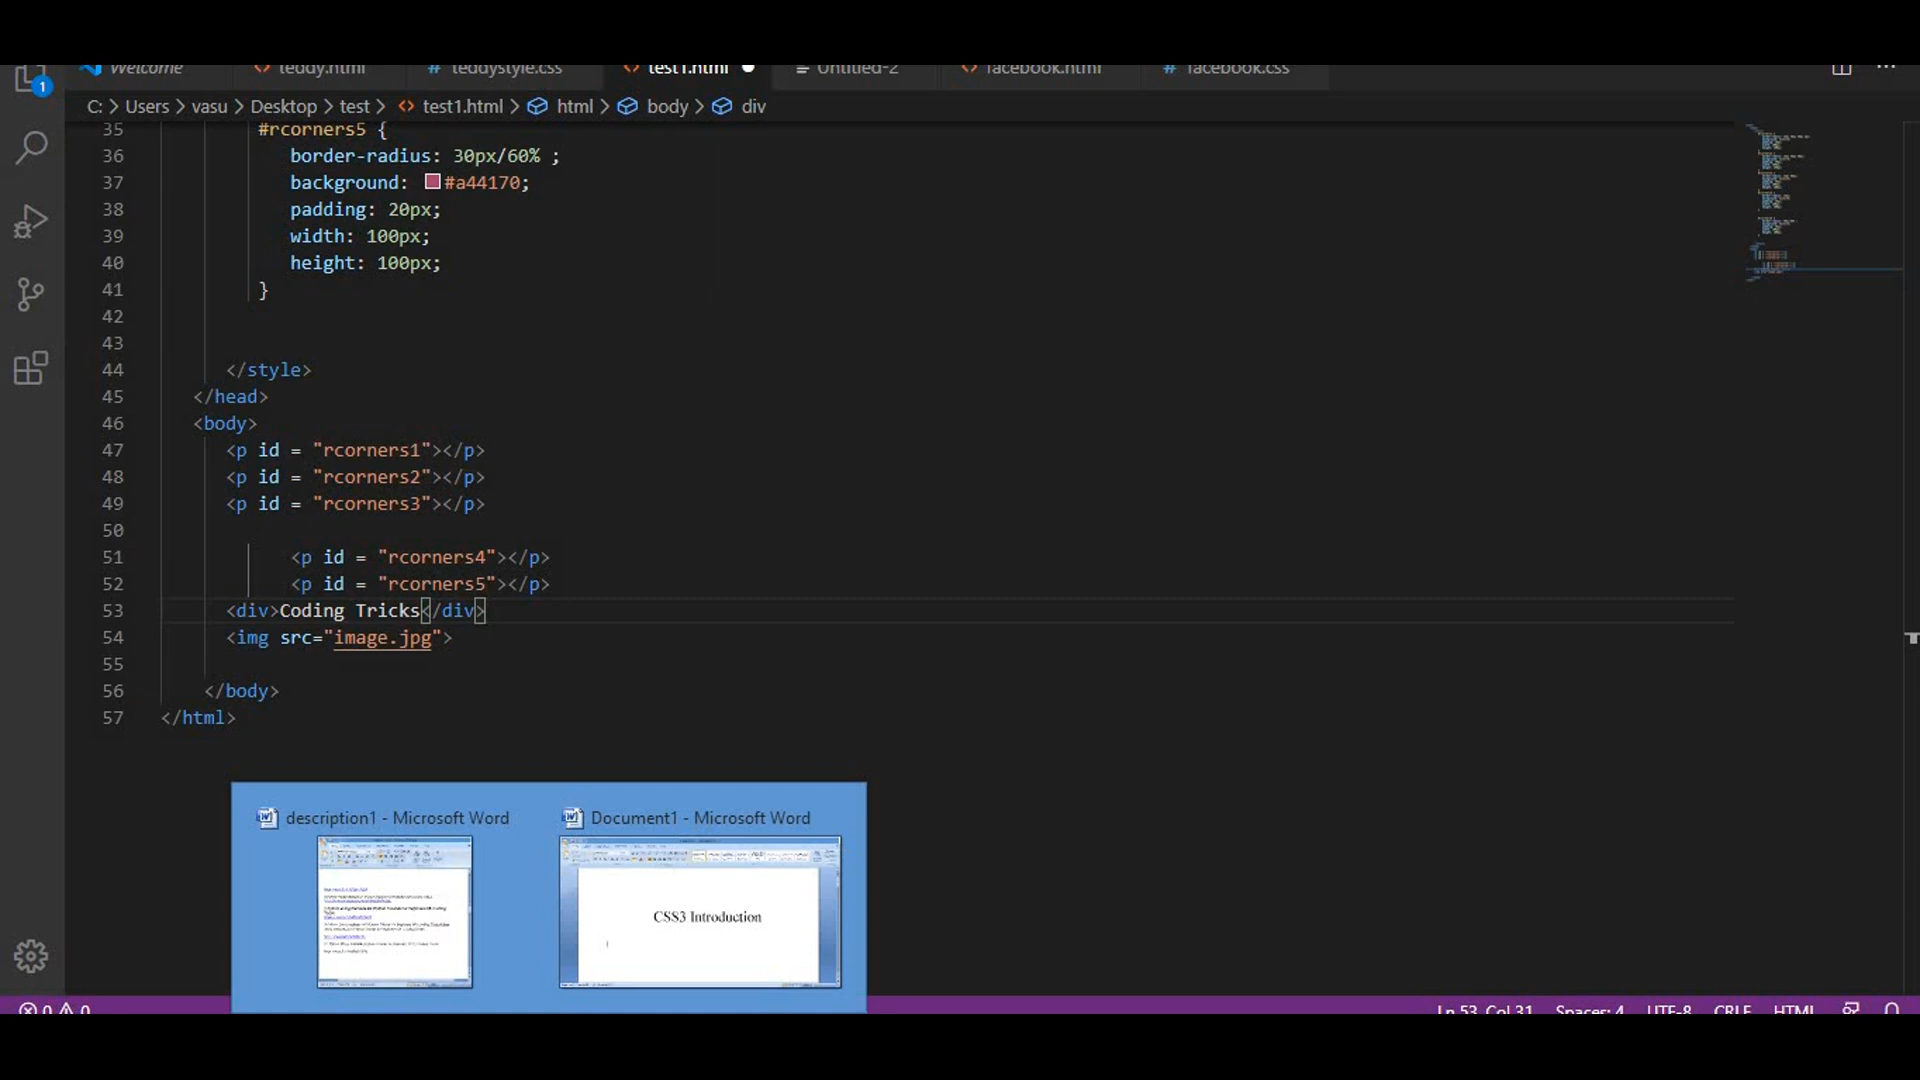 Welcome teddy.html teddystyle.css test1.html Untitled-2 facebook.html facebook.css
1
C: > Users > vasu > Desktop > test > test1.html > html > body > div
35 #rcorners5 {
36 border-radius: 30px/60% ;
37 background: #a44170;
38 padding: 20px;
39 width: 100px;
40 height: 100px;
41 }
42
43
44 </style>
45 </head>
46 <body>
47 <p id = "rcorners1"></p>
48 <p id = "rcorners2"></p>
49 <p id = "rcorners3"></p>
50
51 <p id = "rcorners4"></p>
52 <p id = "rcorners5"></p>
53 <div>Coding Tricks</div>
54 <img src="image.jpg">
55
56 </body>
57 </html>
description1 - Microsoft Word Document1 - Microsoft Word
CSS3 Introduction
0 0 Ln 53, Col 31 Spaces: 4 UTF-8 CRLF HTML